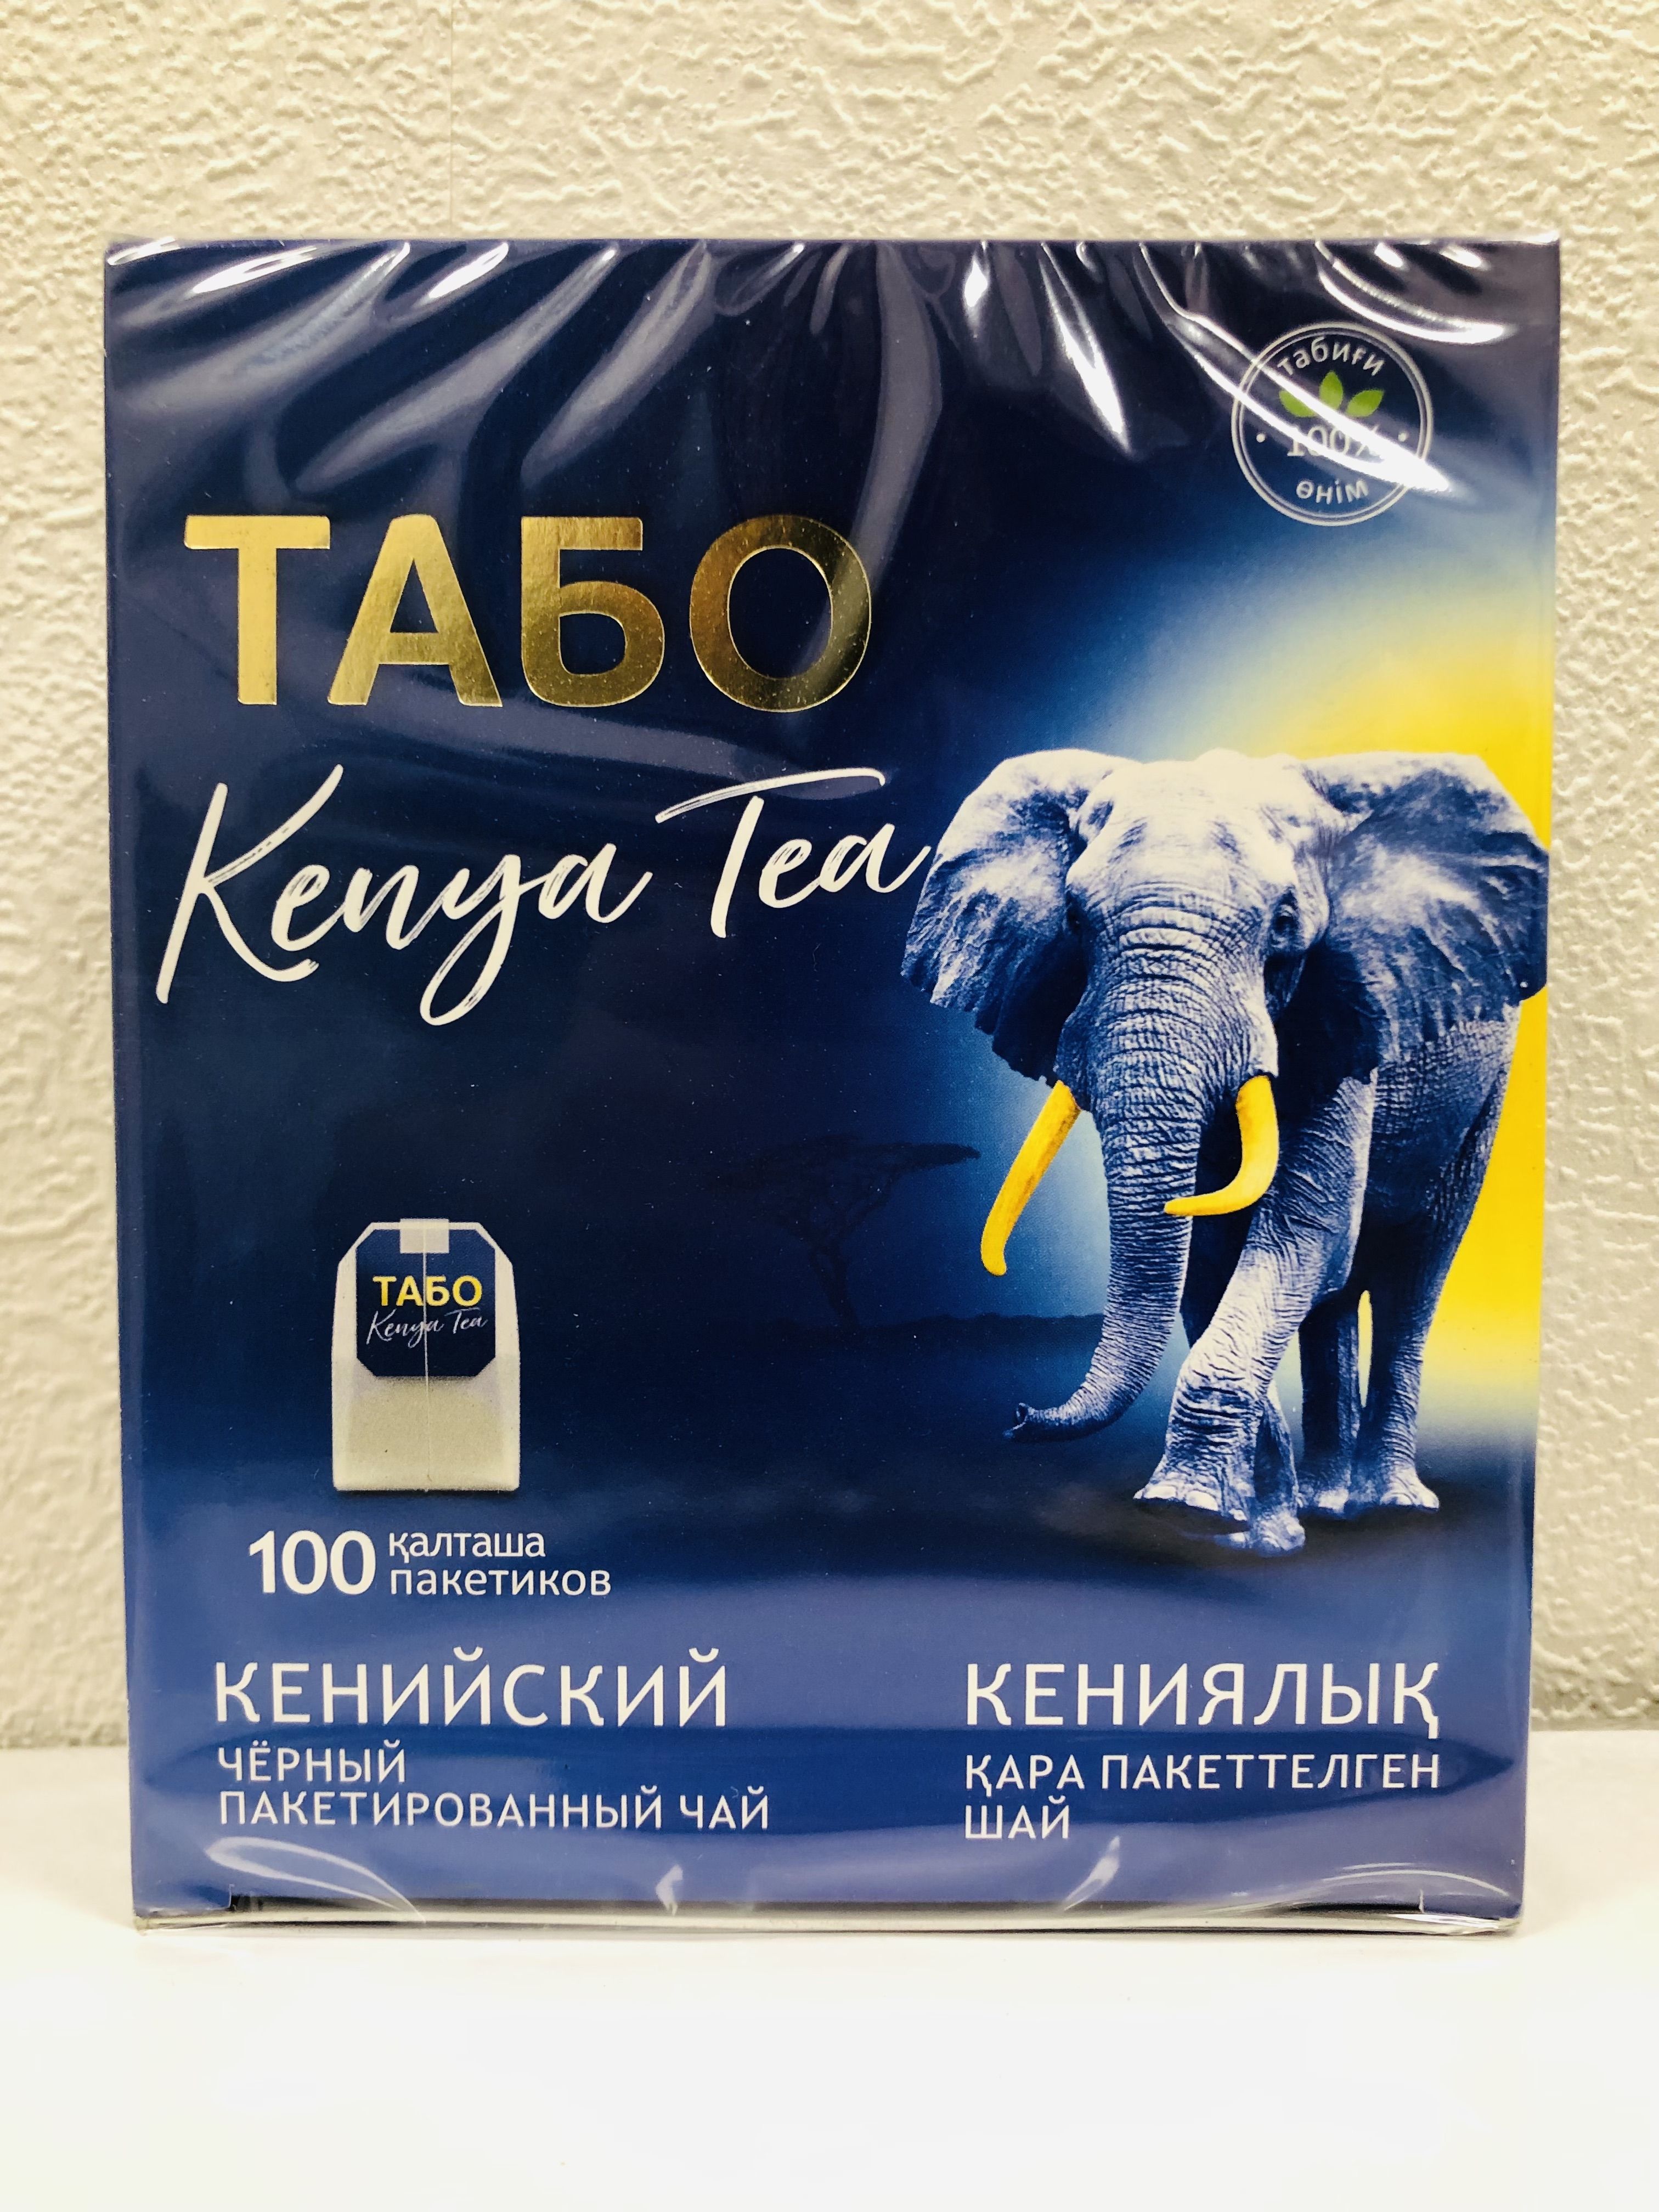 табиғи
100%
өнім
ТАБО
Kenya Tea
ТАБО
Kenya Tea
100 қалташа
пакетиков
КЕНИЙСКИЙ
ЧЁРНЫЙ
ПАКЕТИРОВАННЫЙ ЧАЙ
КЕНИЯЛЫҚ
ҚАРА ПАКЕТТЕЛГЕН
ШАЙ